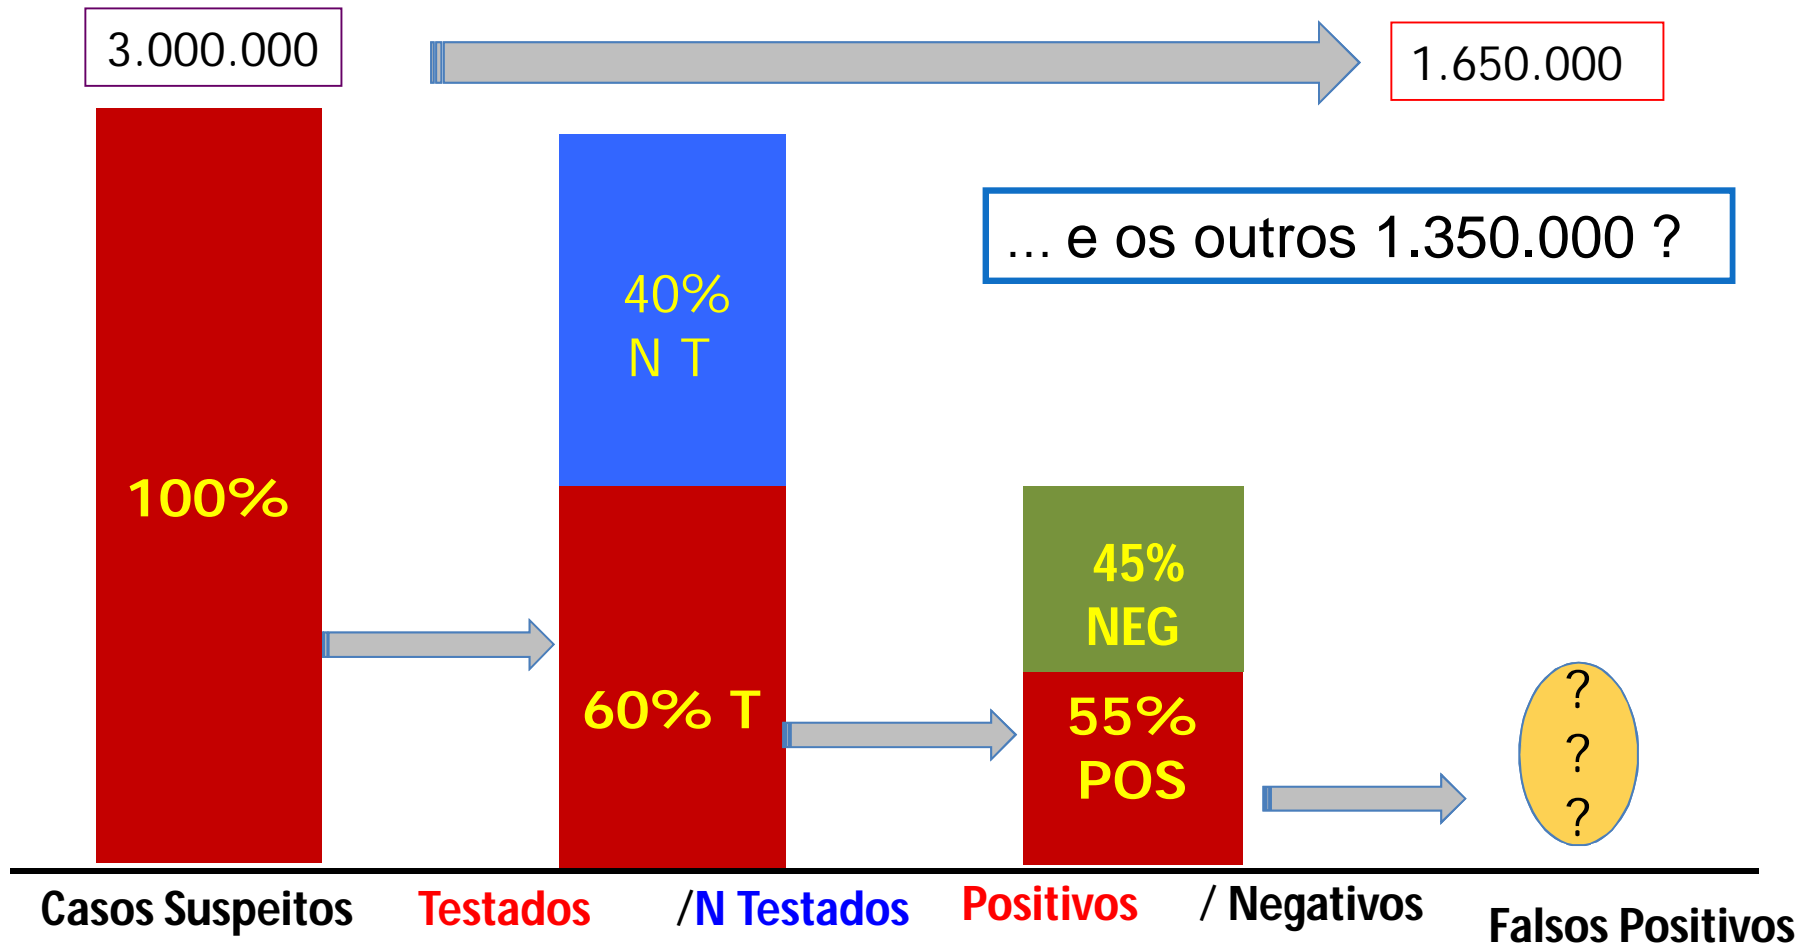 3.000.000
1.650.000
... e os outros 1.350.000 ?
100%
40%
N T
60% T
45%
NEG
55%
POS
?
?
?
Casos Suspeitos
Testados /N Testados
Positivos / Negativos
Falsos Positivos